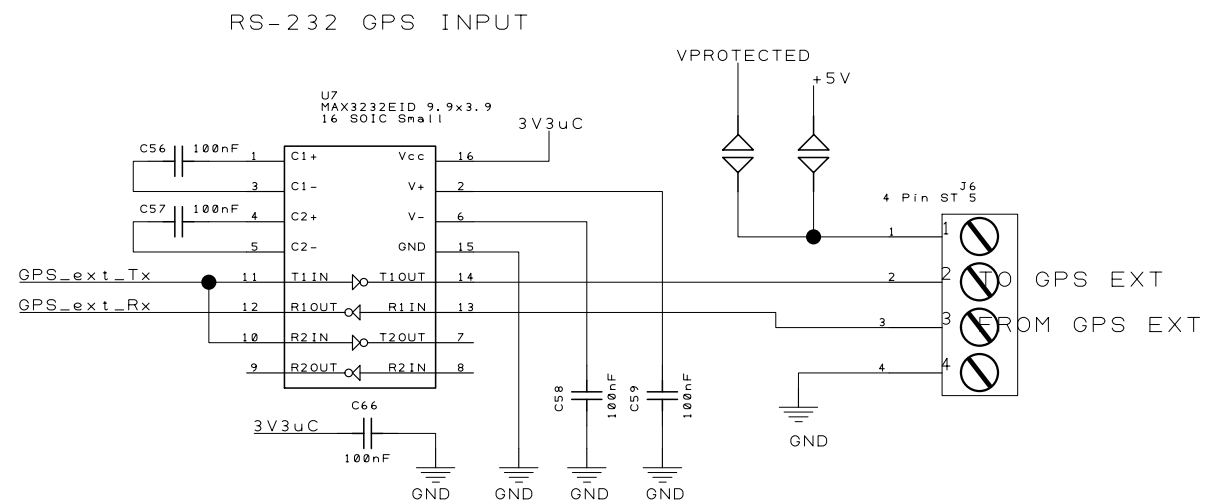 RS-232 GPS INPUT
VPROTECTED
+5V
U7
MAX3232EID 9.9x3.9
16 SOIC Small
3V3uC
C56 100nF 1 C1+ Vcc 16
3 C1- V+ 2
C57 100nF 4 C2+ V- 6
5 C2- GND 15
GPS_ext_Tx 11 T1IN T1OUT 14
GPS_ext_Rx 12 R1OUT R1IN 13
10 R2IN T2OUT 7
9 R2OUT R2IN 8
J6
4 Pin ST 5
1 1
2 2 TO GPS EXT
3 3 FROM GPS EXT
4 4
GND
C58 100nF
C59 100nF
C66
3V3uC
100nF
GND GND GND GND